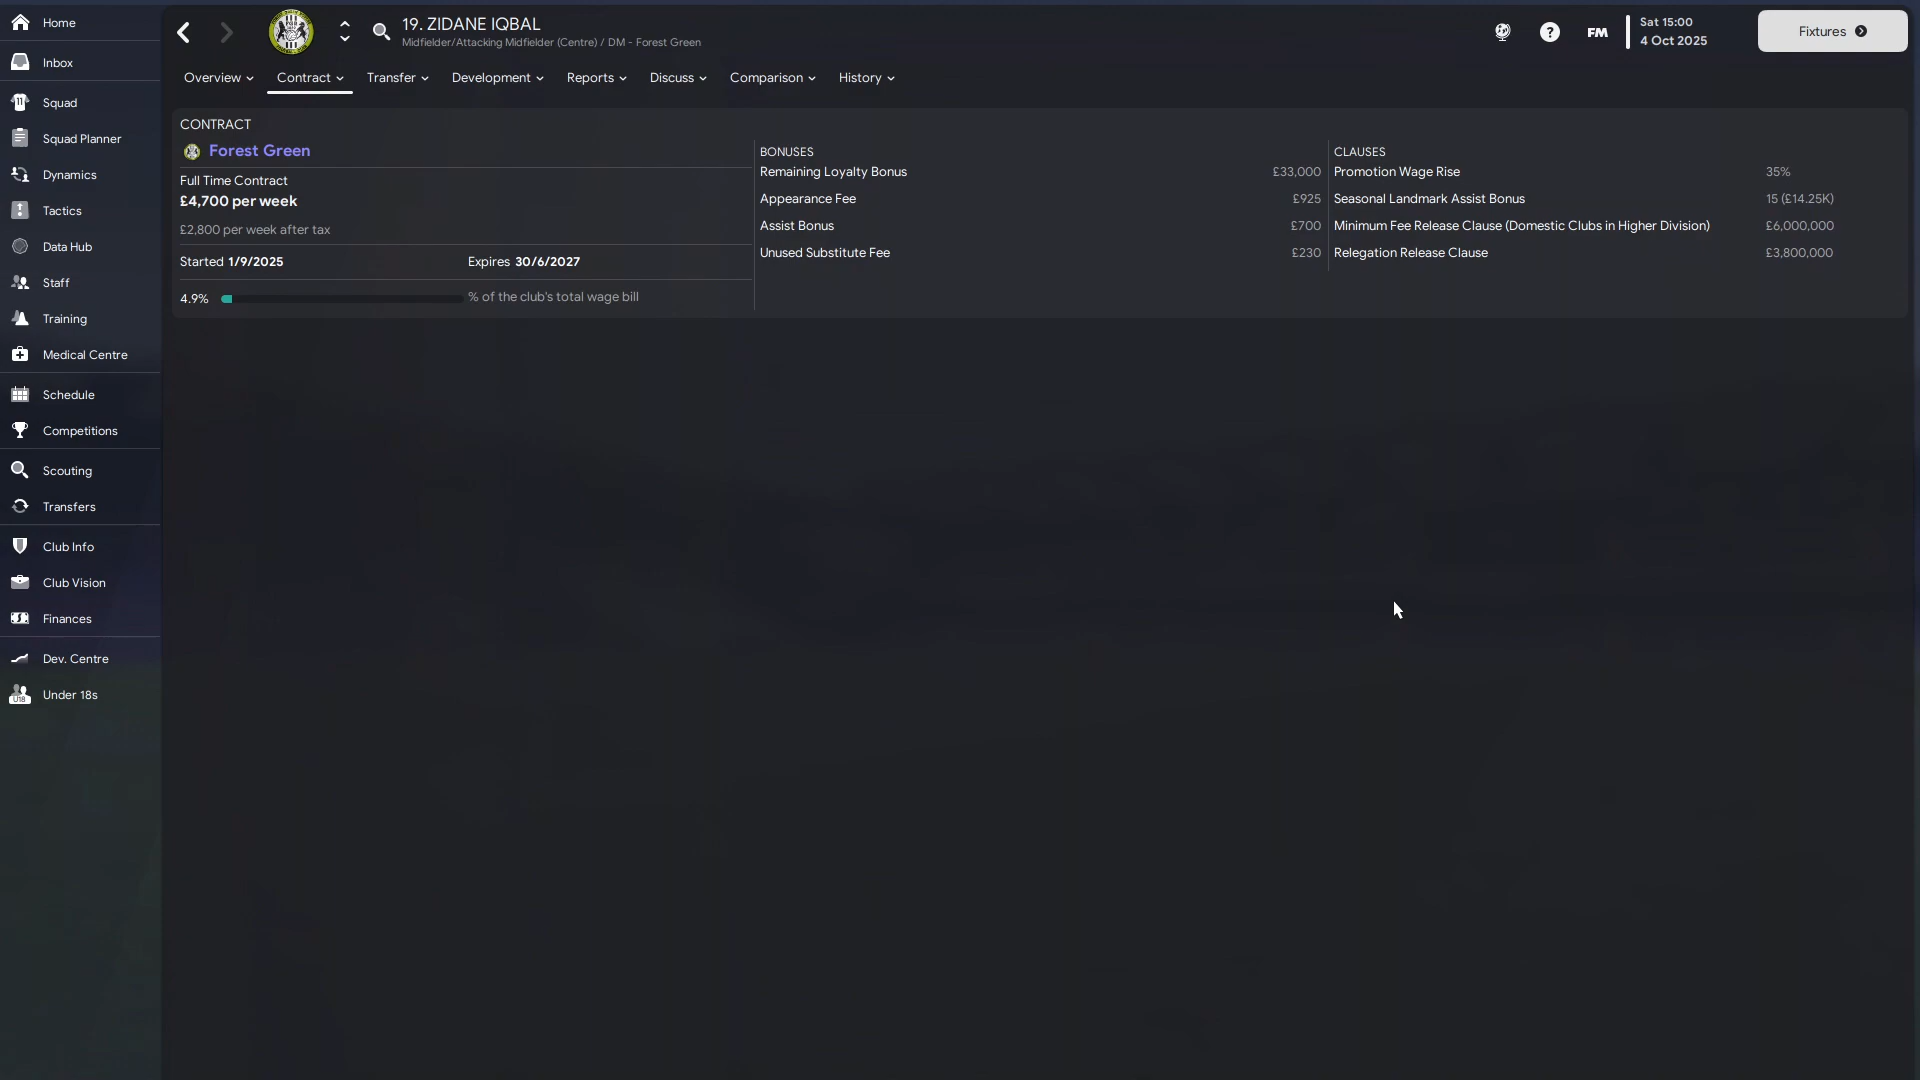 Home
Inbox
Squad
Squad Planner
Dynamics
Tactics
Data Hub
Staff
Training
Medical Centre
Schedule
Competitions
Scouting
Transfers
Club Info
Club Vision
Finances
Dev. Centre
Under 18s
19. ZIDANE IQBAL
Midfielder/Attacking Midfielder (Centre) / DM - Forest Green
FM
Sat 15:00
4 Oct 2025
Fixtures
Overview
Contract
Transfer
Development
Reports
Discuss
Comparison
History
CONTRACT
Forest Green
Full Time Contract
£4,700 per week
£2,800 per week after tax
Started 1/9/2025 Expires 30/6/2027
4.9% % of the club's total wage bill
BONUSES
Remaining Loyalty Bonus £33,000
Appearance Fee £925
Assist Bonus £700
Unused Substitute Fee £230
CLAUSES
Promotion Wage Rise 35%
Seasonal Landmark Assist Bonus 15 (£14.25K)
Minimum Fee Release Clause (Domestic Clubs in Higher Division) £6,000,000
Relegation Release Clause £3,800,000